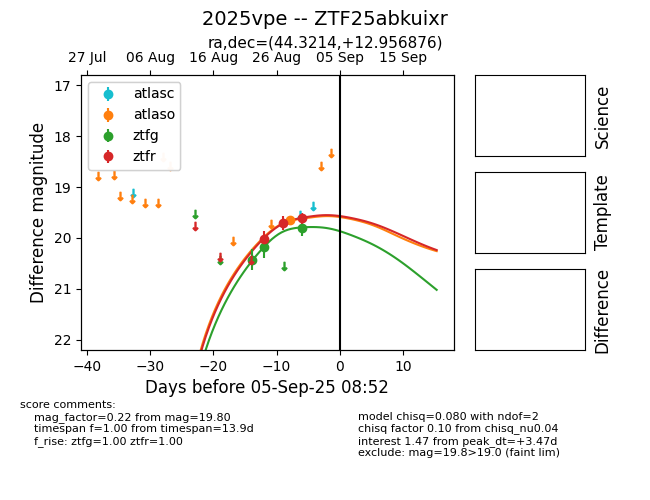 2025vpe -- ZTF25abkuixr
ra,dec=(44.3214,+12.956876)
27 Jul 06 Aug 16 Aug 26 Aug 05 Sep 15 Sep
atlasc
atlaso
ztfg
ztfr
17
18
19
20
21
22
Difference magnitude
−40 −30 −20 −10 0 10
Days before 05-Sep-25 08:52
Science
Template
Difference
score comments:
mag_factor=0.22 from mag=19.80
timespan f=1.00 from timespan=13.9d
f_rise: ztfg=1.00 ztfr=1.00
model chisq=0.080 with ndof=2
chisq factor 0.10 from chisq_nu0.04
interest 1.47 from peak_dt=+3.47d
exclude: mag=19.8>19.0 (faint lim)